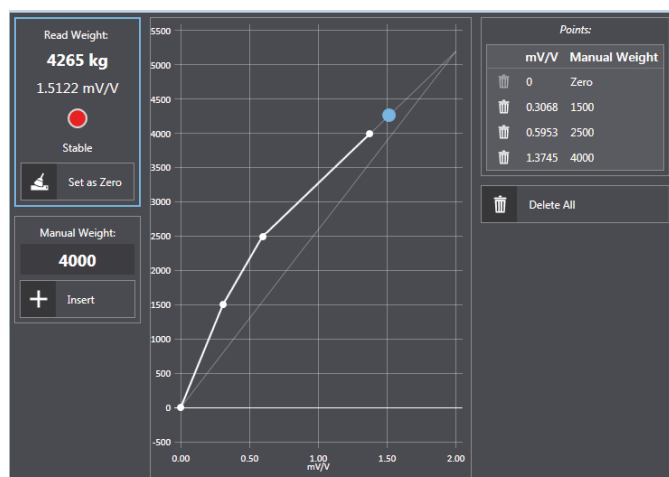 Read Weight:
4265 kg
1.5122 mV/V
Stable
Set as Zero
Manual Weight:
4000
Insert
5500
5000
4500
4000
3500
3000
2500
2000
1500
1000
500
0
-500
0.00 0.50 1.00 1.50 2.00
mV/V
Points:
mV/V Manual Weight
0 Zero
0.3068 1500
0.5953 2500
1.3745 4000
Delete All